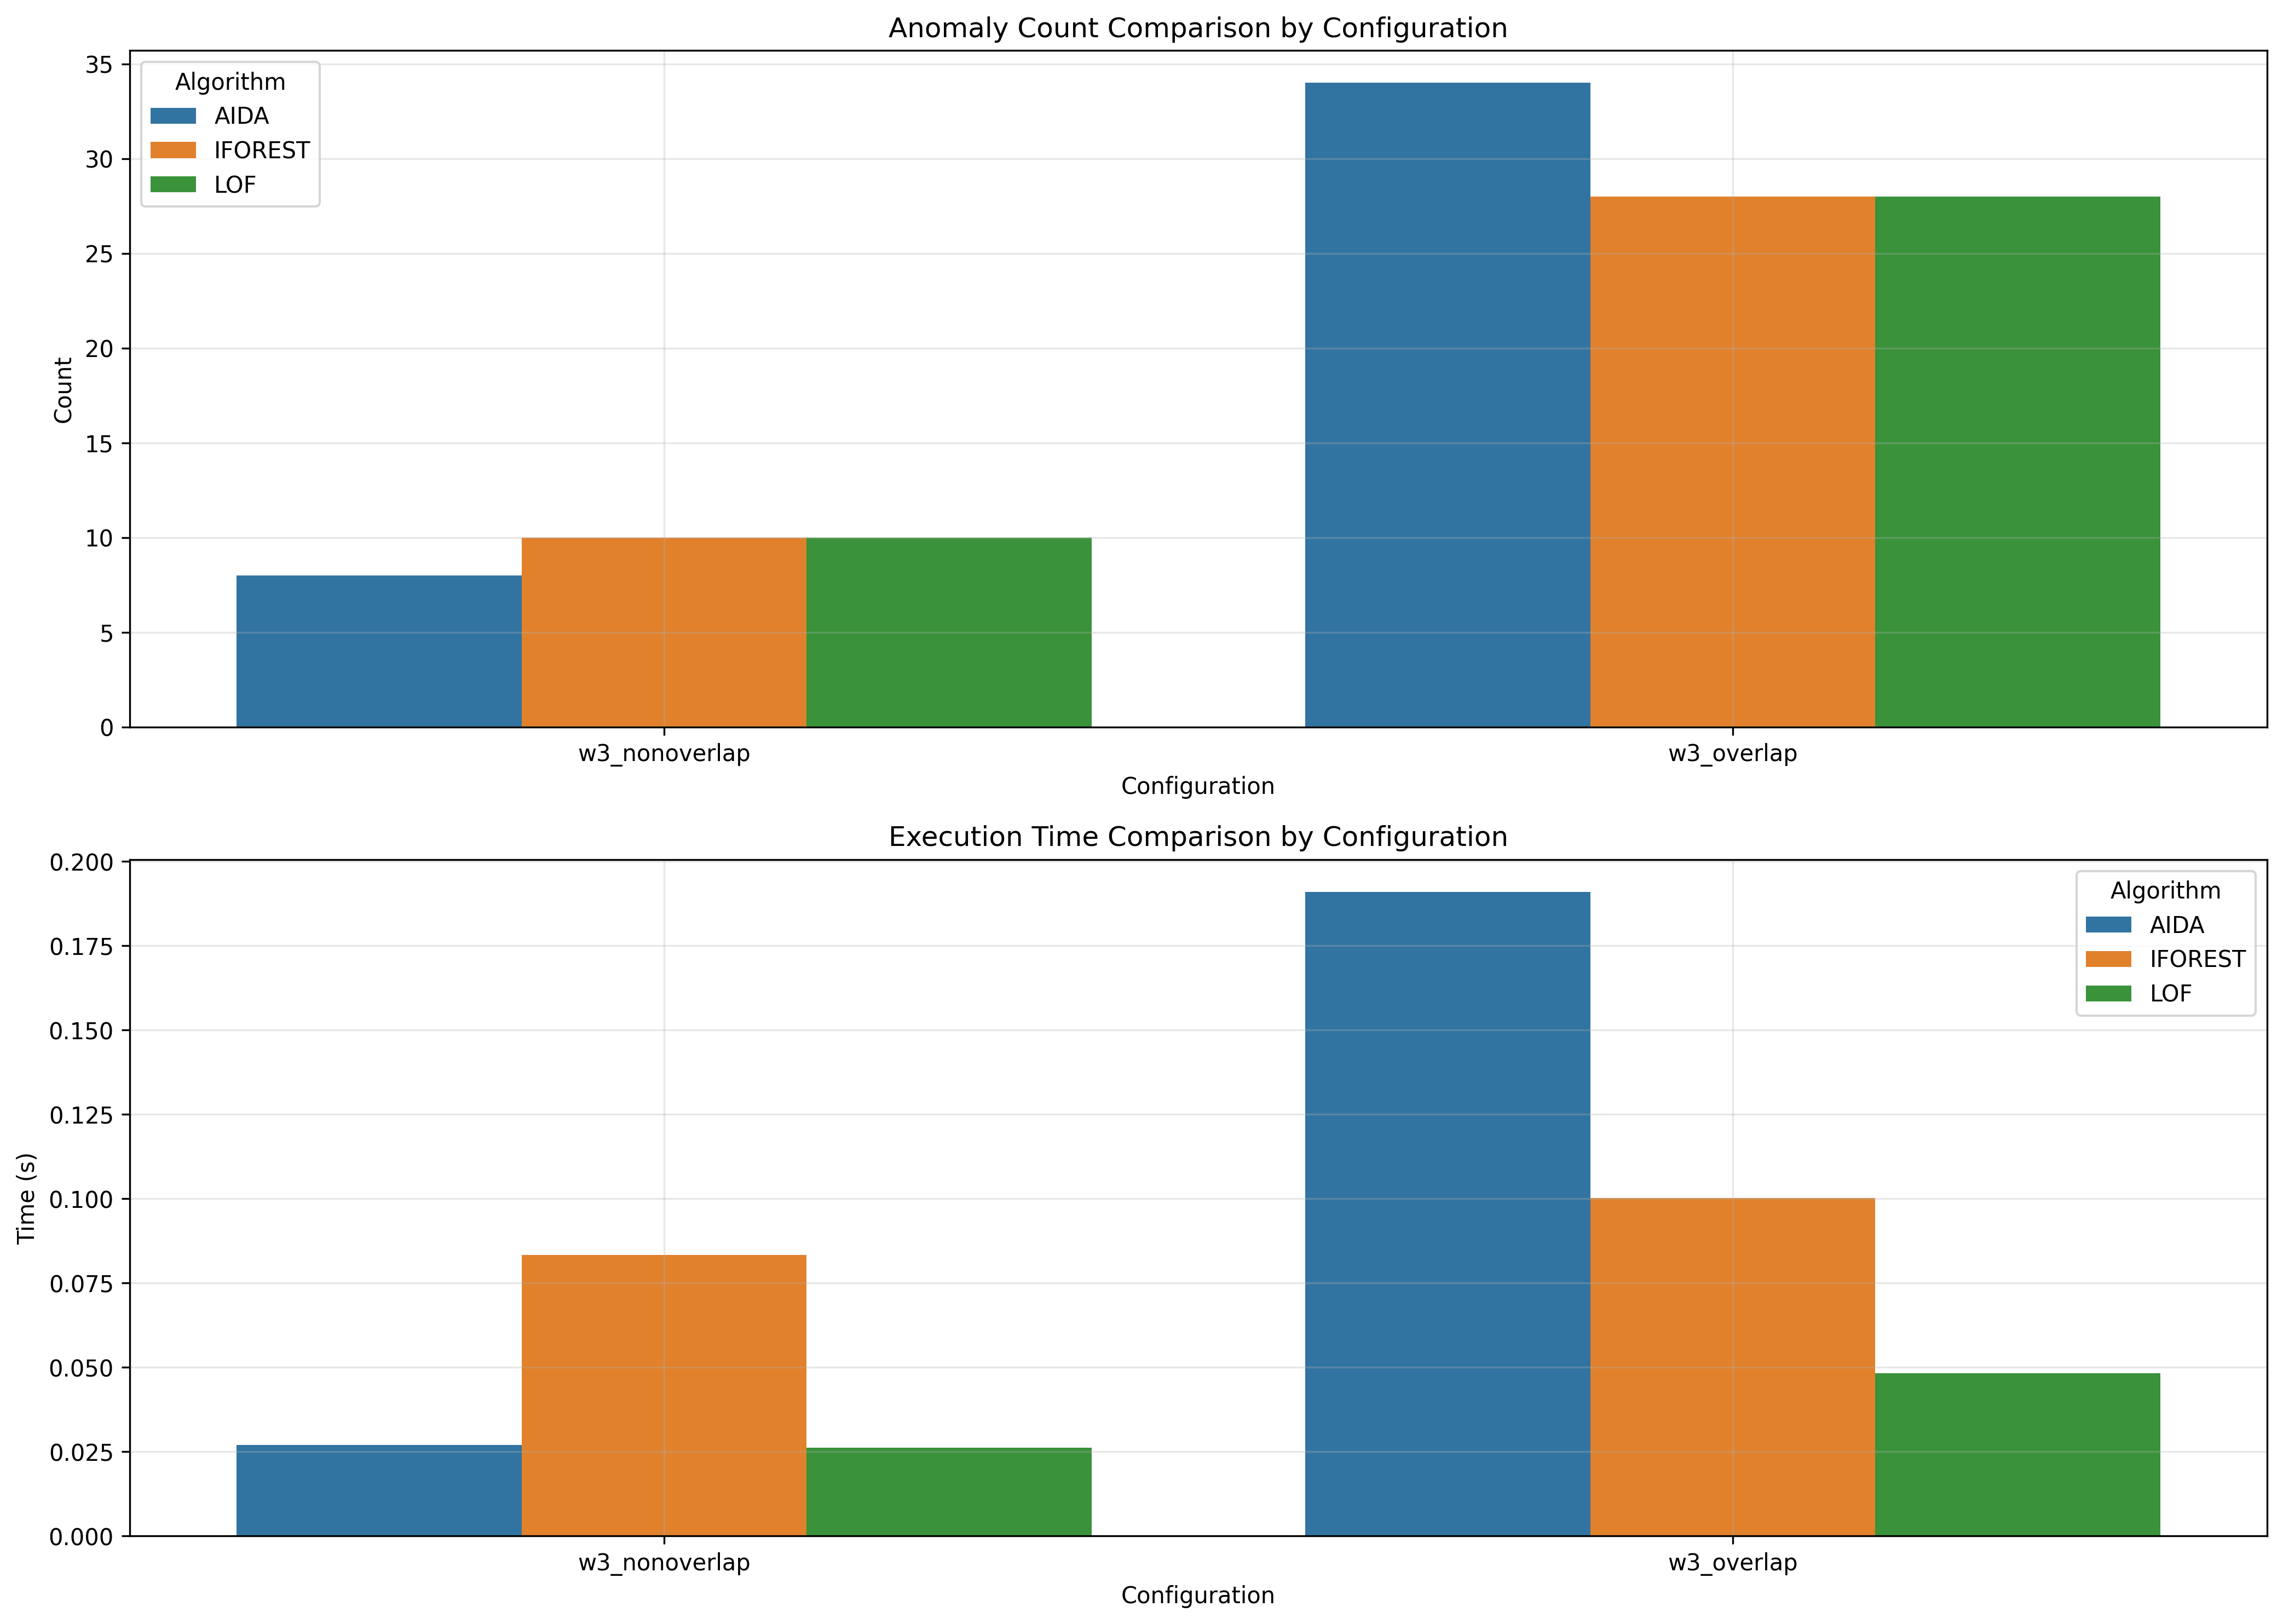 Anomaly Count Comparison by Configuration
Algorithm
AIDA
IFOREST
LOF
35
30
25
20
15
10
5
0
Count
w3_nonoverlap
w3_overlap
Configuration
Execution Time Comparison by Configuration
Algorithm
AIDA
IFOREST
LOF
0.200
0.175
0.150
0.125
0.100
0.075
0.050
0.025
0.000
Time (s)
w3_nonoverlap
w3_overlap
Configuration